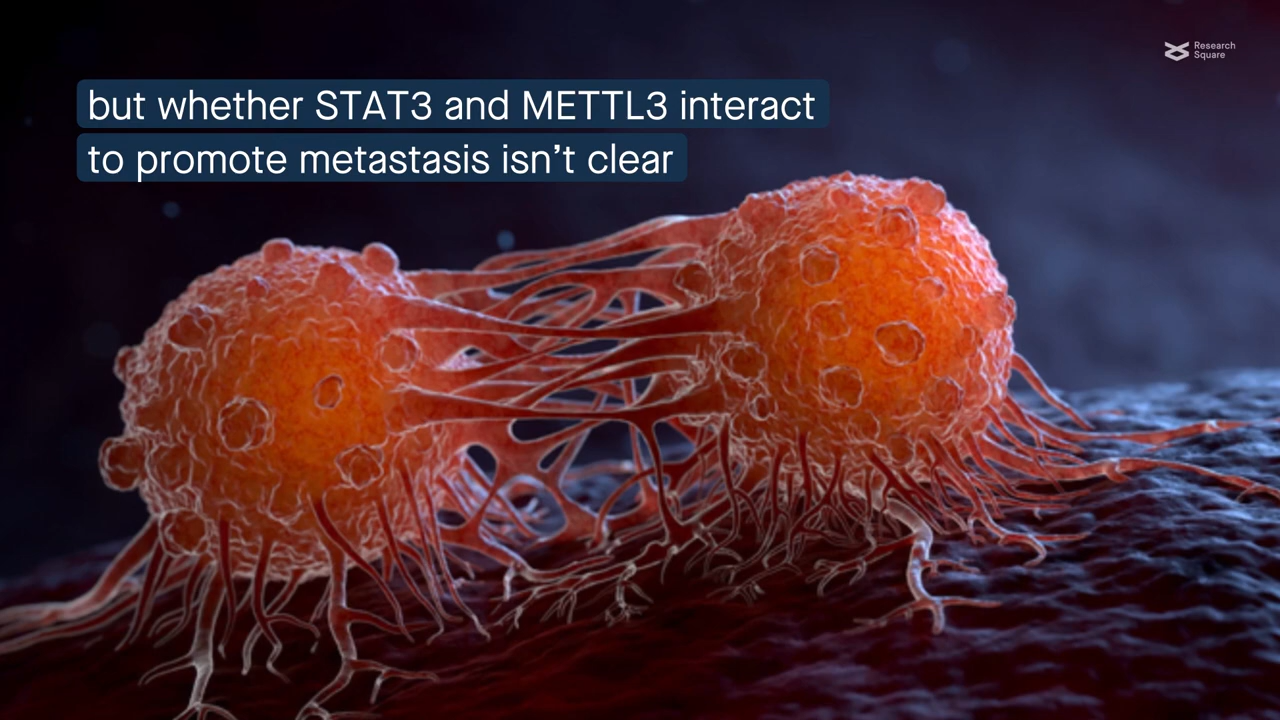 Research
Square
but whether STAT3 and METTL3 interact
to promote metastasis isn’t clear